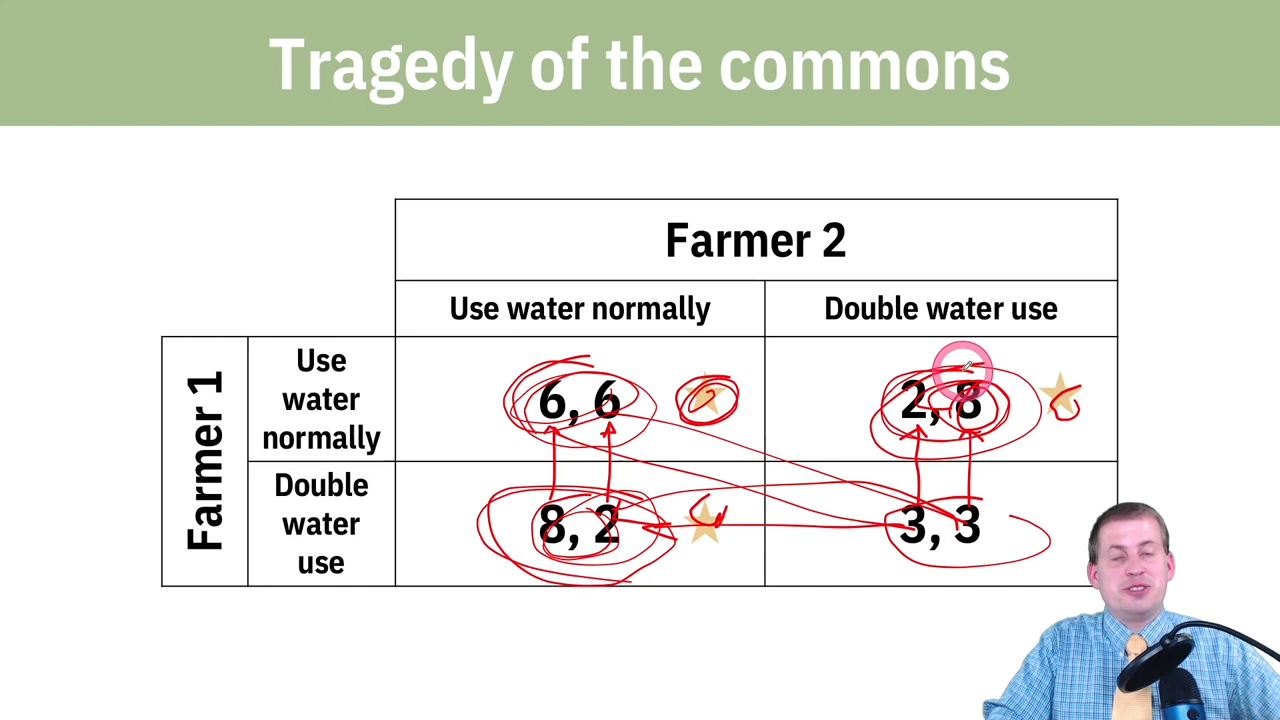 Tragedy of the commons
Farmer 2
Use water normally
Double water use
Farmer 1
Use
water
normally
6, 6
2, 8
Double
water
use
8, 2
3, 3